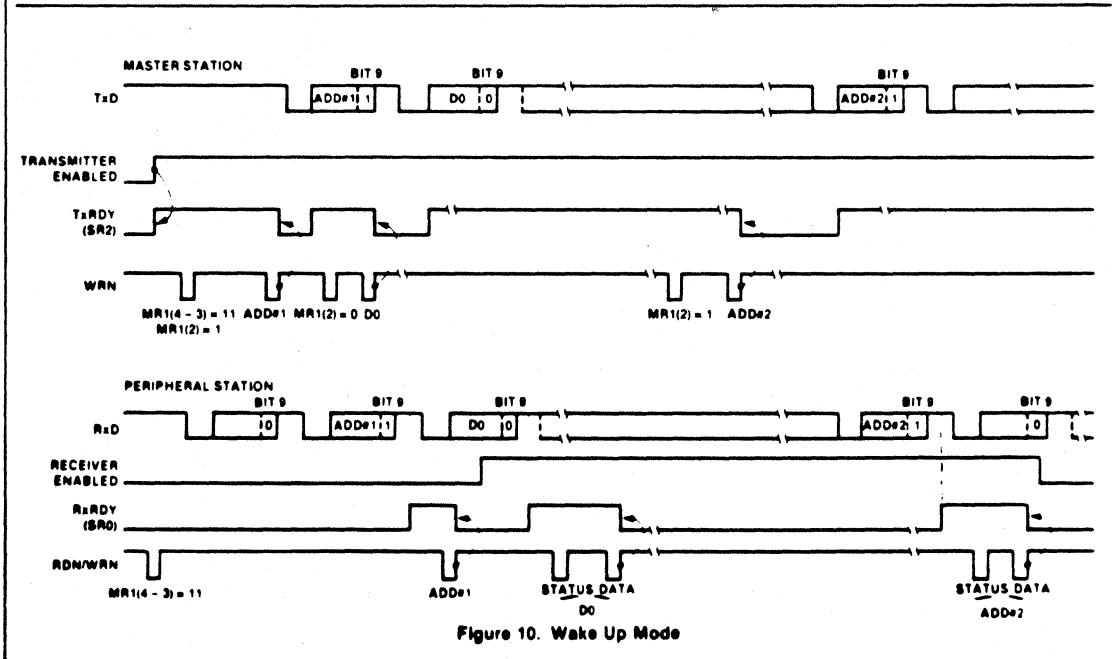 MASTER STATION
BIT 9 BIT 9 BIT 9
TxD ADD#1 1 D0 0 ADD#2 1
TRANSMITTER
ENABLED
TxRDY
(SR2)
WRN
MR1(4 - 3) = 11 ADD#1 MR1(2) = 0 D0 MR1(2) = 1 ADD#2
MR1(2) = 1
PERIPHERAL STATION
BIT 9 BIT 9 BIT 9 BIT 9 BIT 9
RxD 0 ADD#1 1 D0 0 ADD#2 1 0
RECEIVER
ENABLED
RxRDY
(SR0)
RDN/WRN
MR1(4 - 3) = 11 ADD#1 STATUS DATA STATUS DATA
D0 ADD#2
Figure 10. Wake Up Mode